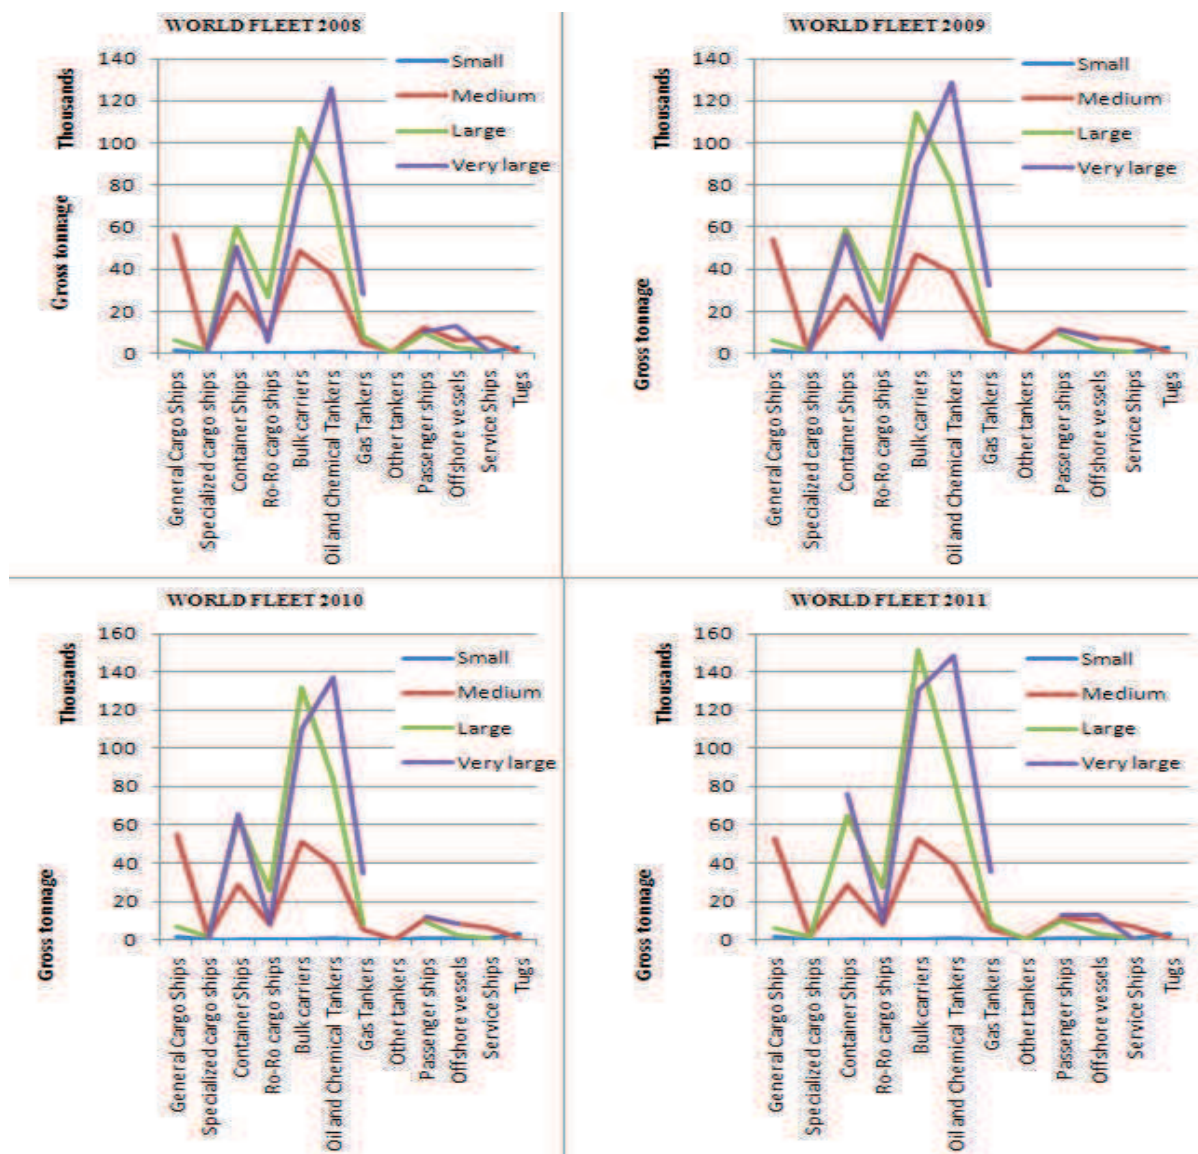 WORLD FLEET 2008
Thousands
Gross tonnage
140
120
100
80
60
40
20
0
Small
Medium
Large
Very large
General Cargo Ships
Specialized cargo ships
Container Ships
Ro-Ro cargo ships
Bulk carriers
Oil and Chemical Tankers
Gas Tankers
Other tankers
Passenger ships
Offshore vessels
Service Ships
Tugs
WORLD FLEET 2009
Thousands
Gross tonnage
140
120
100
80
60
40
20
0
Small
Medium
Large
Very large
General Cargo Ships
Specialized cargo ships
Container Ships
Ro-Ro cargo ships
Bulk carriers
Oil and Chemical Tankers
Gas Tankers
Other tankers
Passenger ships
Offshore vessels
Service Ships
Tugs
WORLD FLEET 2010
Thousands
Gross tonnage
160
140
120
100
80
60
40
20
0
Small
Medium
Large
Very large
General Cargo Ships
Specialized cargo ships
Container Ships
Ro-Ro cargo ships
Bulk carriers
Oil and Chemical Tankers
Gas Tankers
Other tankers
Passenger ships
Offshore vessels
Service Ships
Tugs
WORLD FLEET 2011
Thousands
Gross tonnage
160
140
120
100
80
60
40
20
0
Small
Medium
Large
Very large
General Cargo Ships
Specialized cargo ships
Container Ships
Ro-Ro cargo ships
Bulk carriers
Oil and Chemical Tankers
Gas Tankers
Other tankers
Passenger ships
Offshore vessels
Service Ships
Tugs